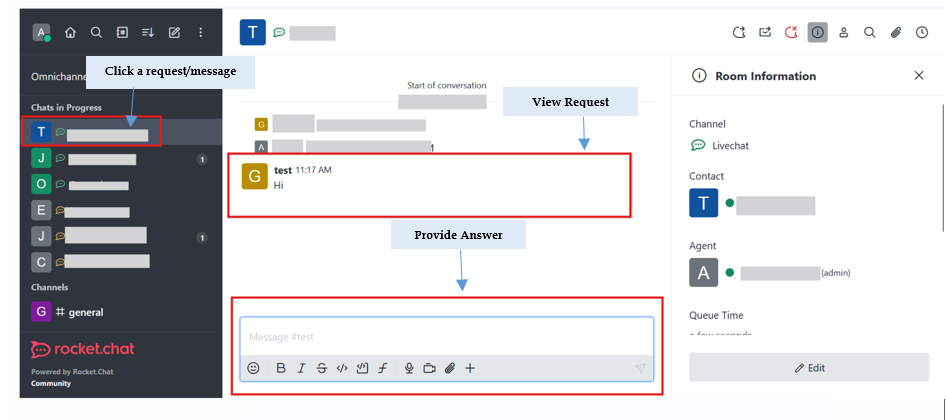 A
T
Omnichanne
Click a request/message
Chats in Progress
T
J
1
O
E
J
1
C
Channels
G # general
rocket.chat
Powered by Rocket.Chat
Community
Start of conversation
View Request
G
A
G
test 11:17 AM
Hi
Provide Answer
Message #test
B I S
Room Information
Channel
Livechat
Contact
T
Agent
A (admin)
Queue Time
a few seconds
Edit